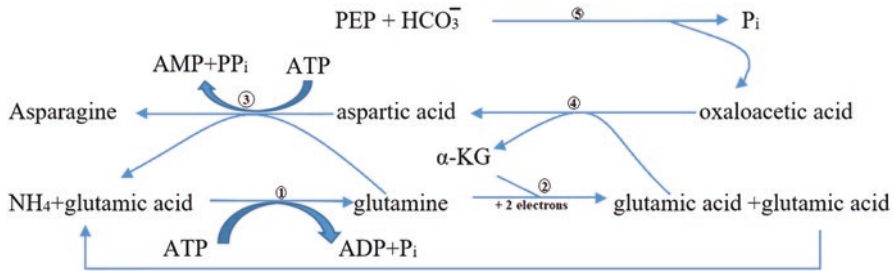 PEP + HCO₃⁻ ⑤ Pᵢ
AMP+PPᵢ ATP
Asparagine ③ aspartic acid ④ oxaloacetic acid
α-KG
NH₄+glutamic acid ① glutamine ② + 2 electrons glutamic acid +glutamic acid
ATP ADP+Pᵢ